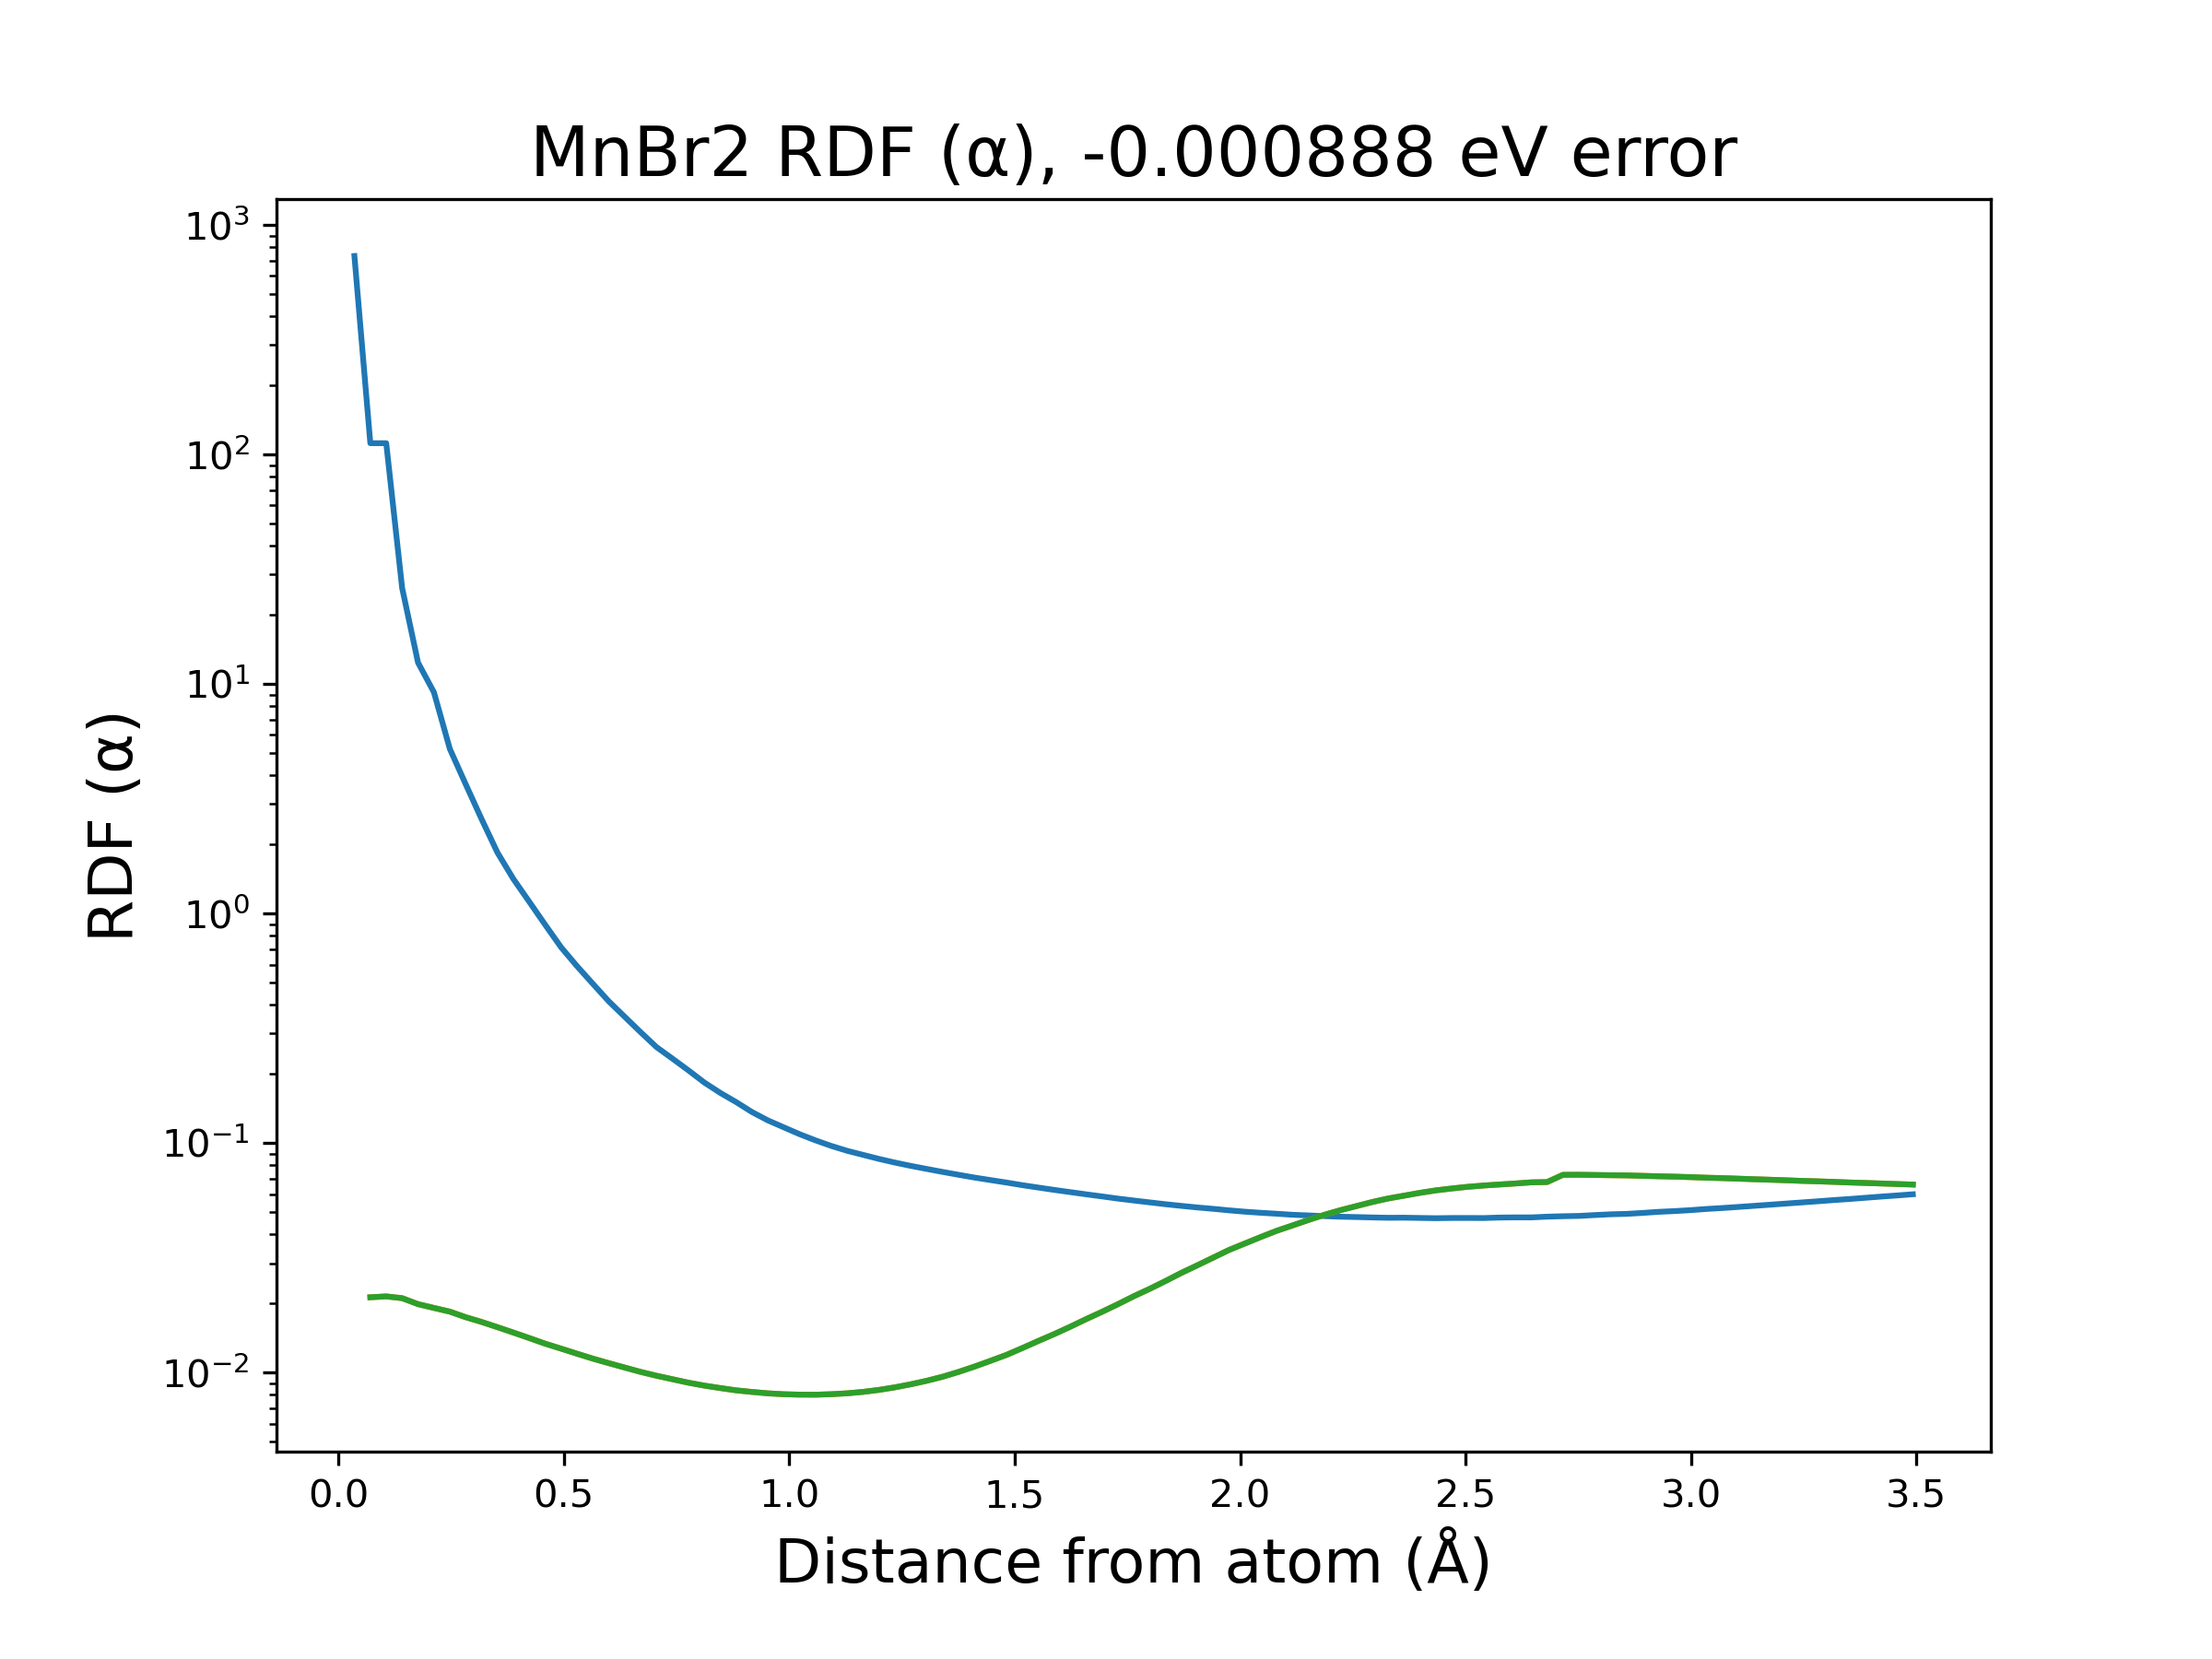 MnBr2 RDF (α), -0.000888 eV error
RDF (α)
10³
10²
10¹
10⁰
10⁻¹
10⁻²
0.0 0.5 1.0 1.5 2.0 2.5 3.0 3.5
Distance from atom (Å)